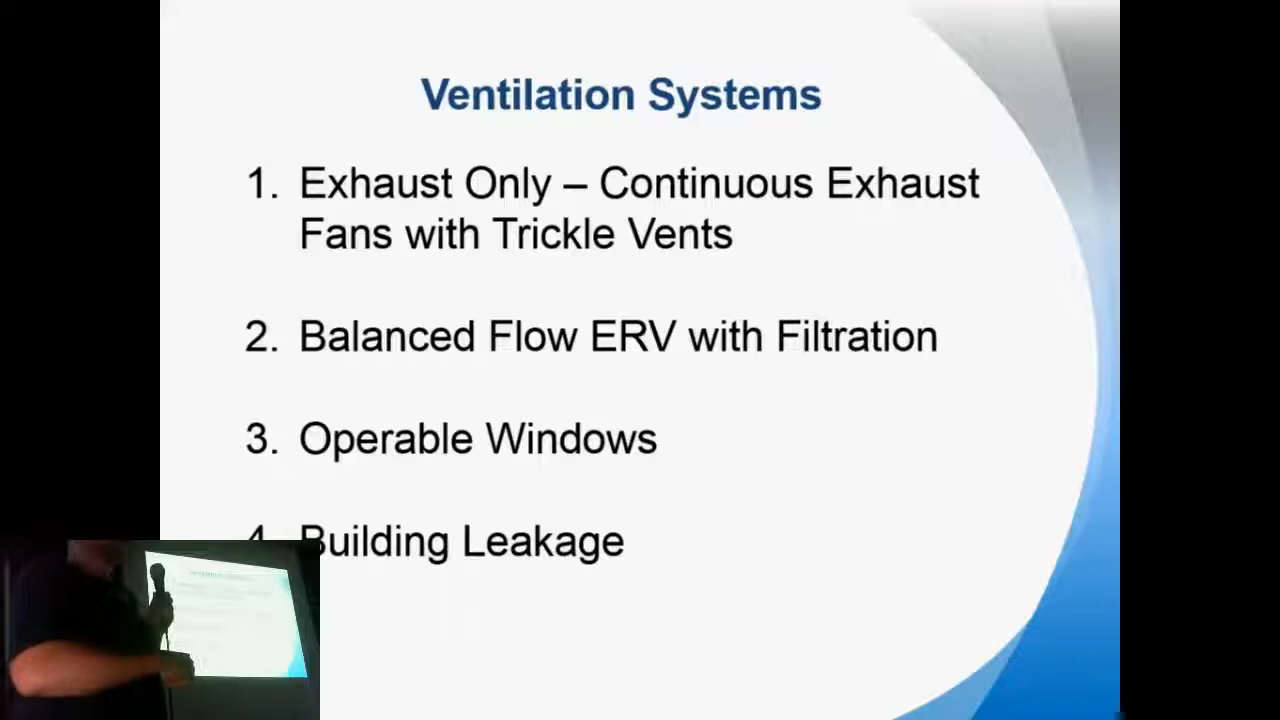 Ventilation Systems
1. Exhaust Only – Continuous Exhaust
Fans with Trickle Vents
2. Balanced Flow ERV with Filtration
3. Operable Windows
4. Building Leakage